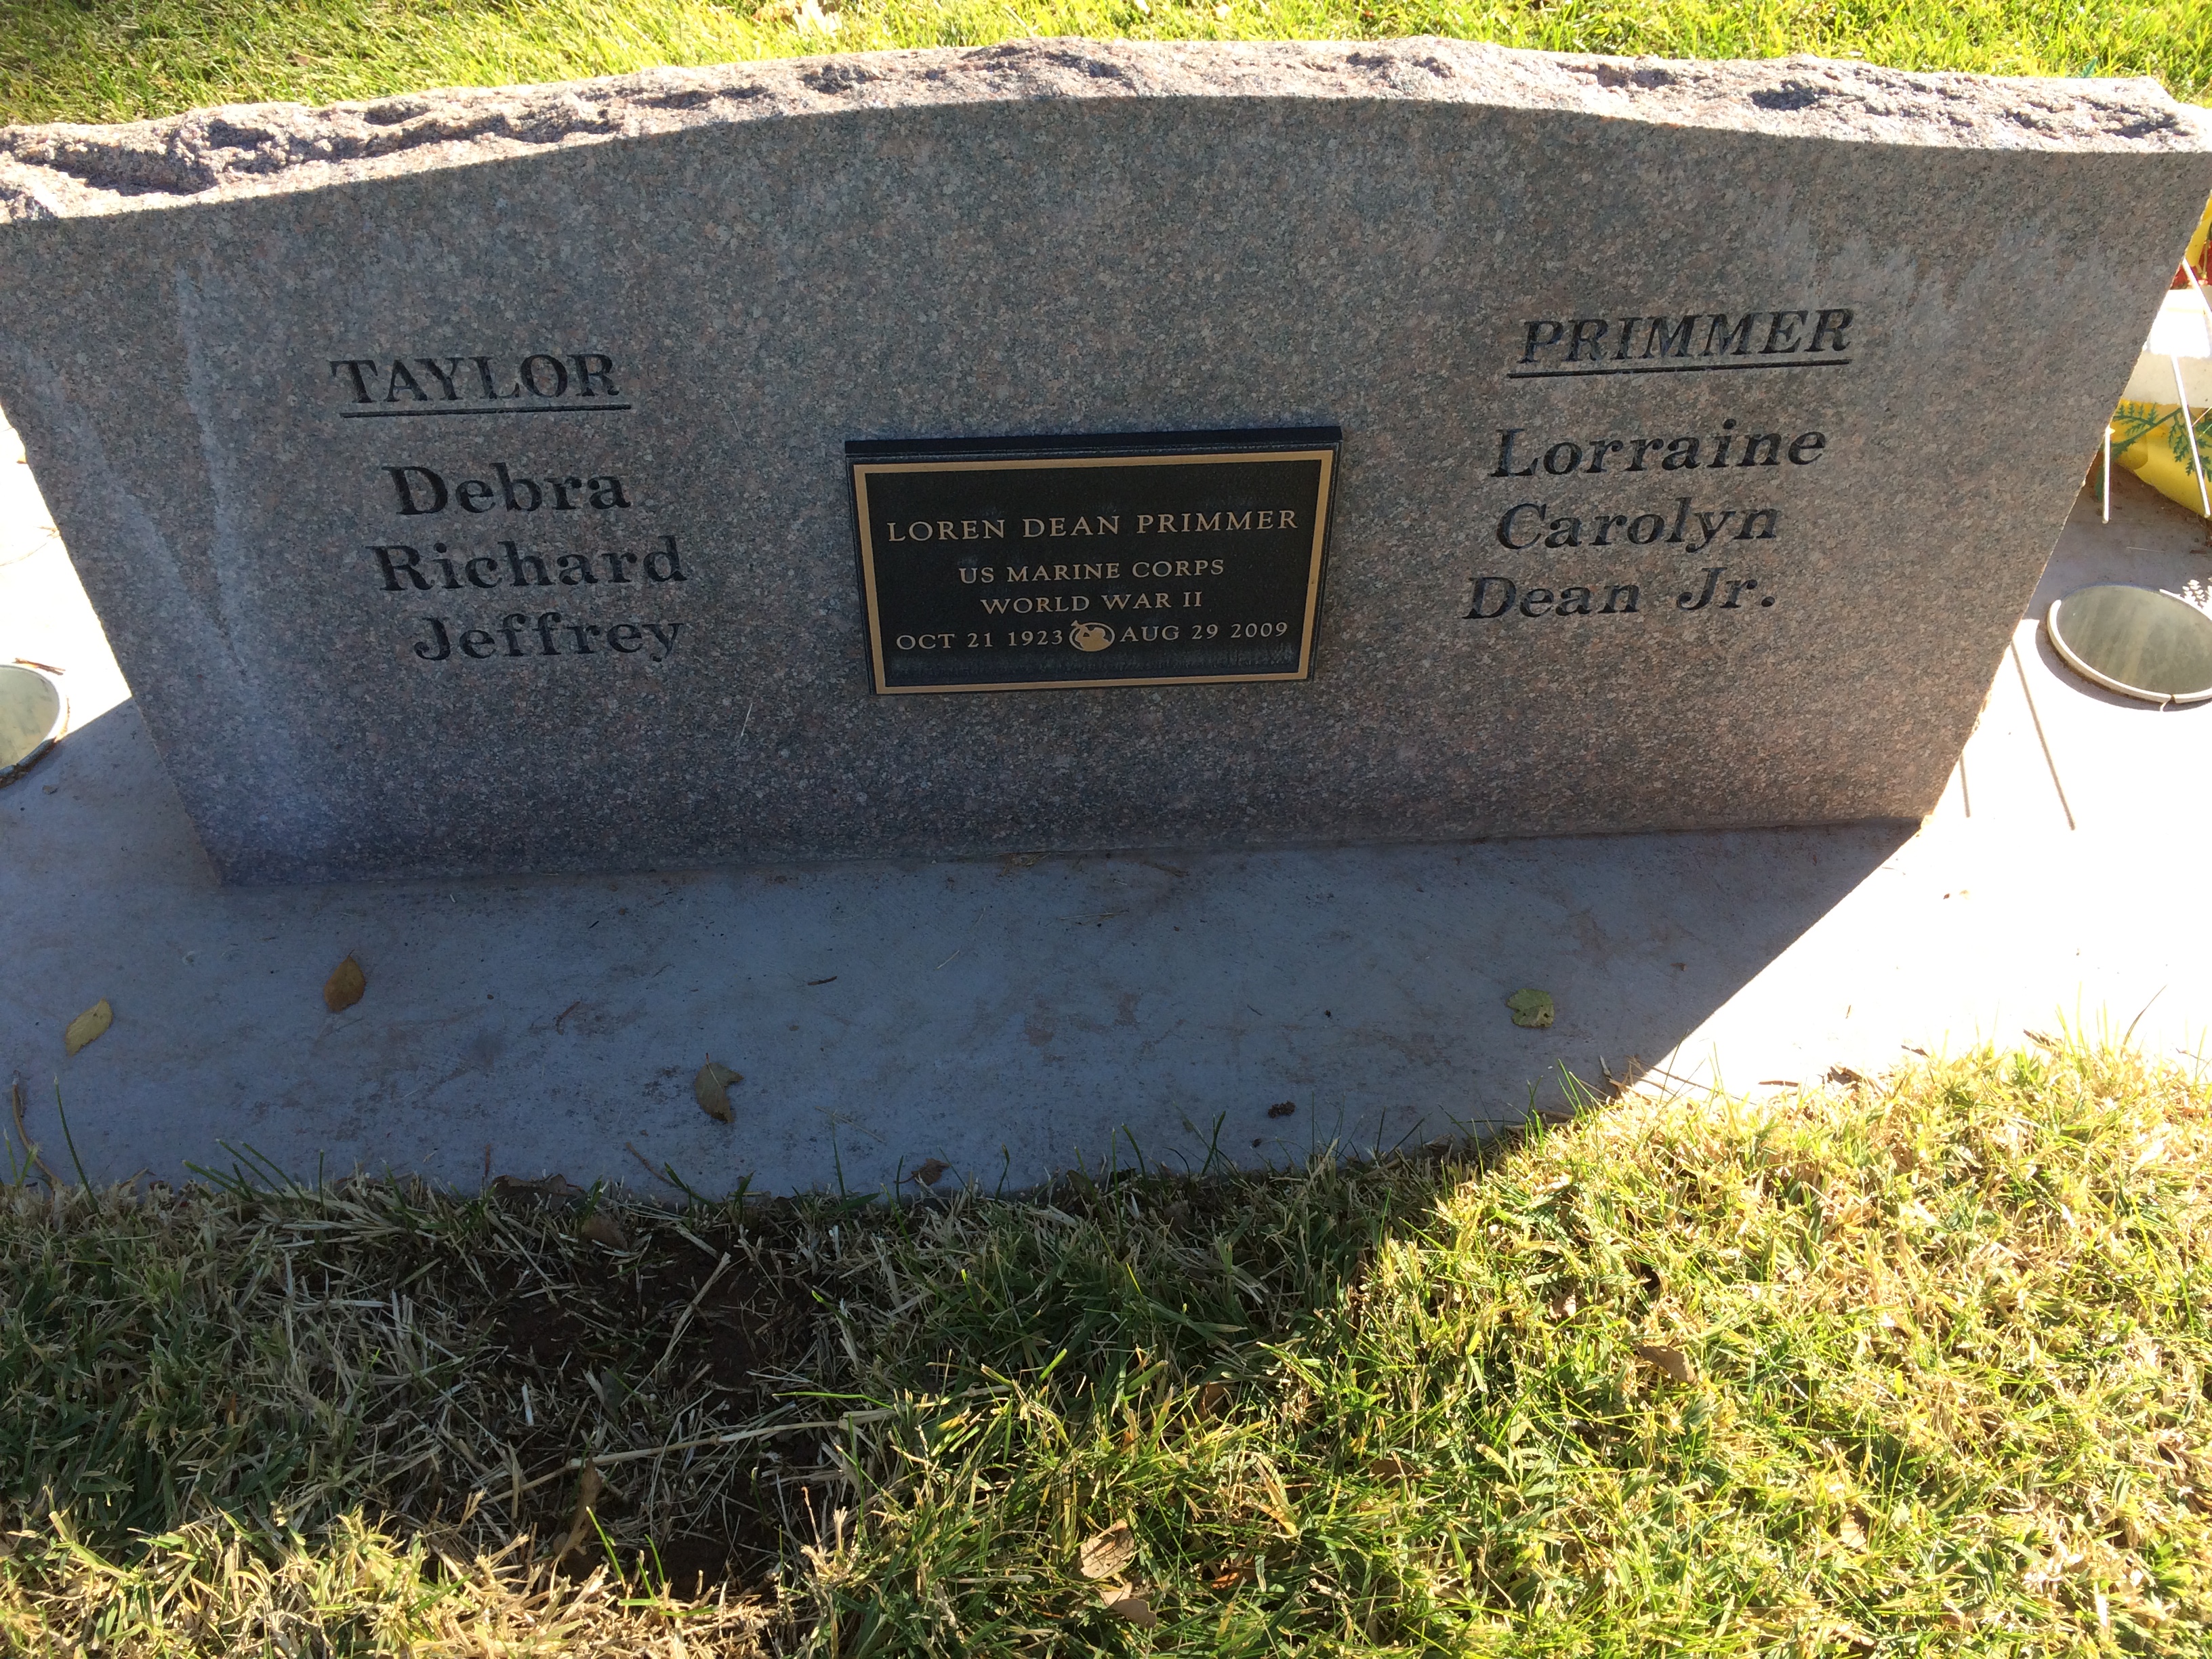 TAYLOR
Debra
Richard
Jeffrey
LOREN DEAN PRIMMER
US MARINE CORPS
WORLD WAR II
OCT 21 1923 AUG 29 2009
PRIMMER
Lorraine
Carolyn
Dean Jr.